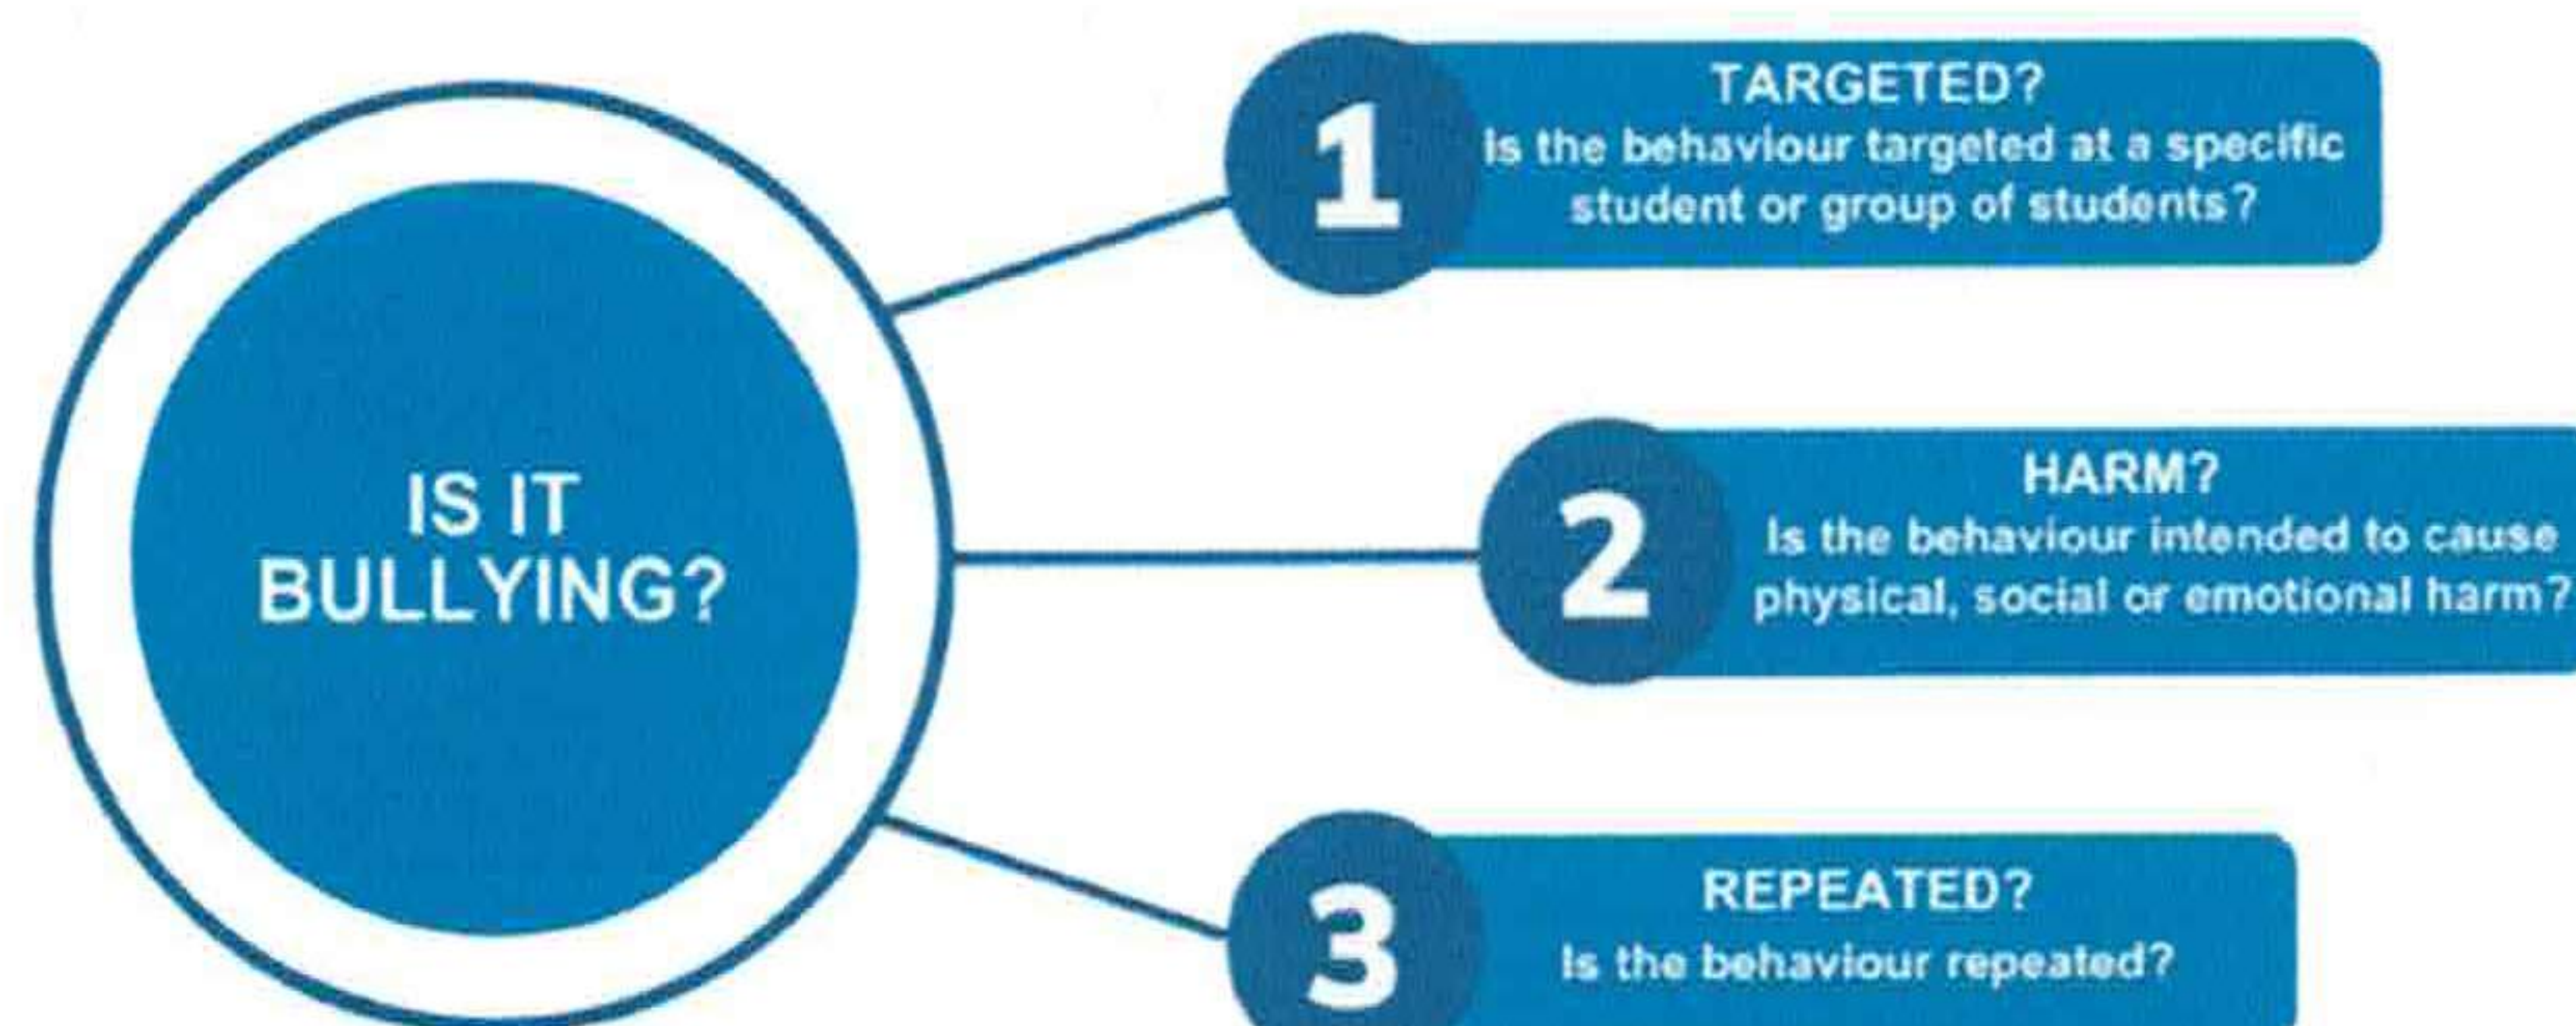 IS IT
BULLYING?
1
TARGETED?
Is the behaviour targeted at a specific
student or group of students?
2
HARM?
Is the behaviour intended to cause
physical, social or emotional harm?
3
REPEATED?
Is the behaviour repeated?